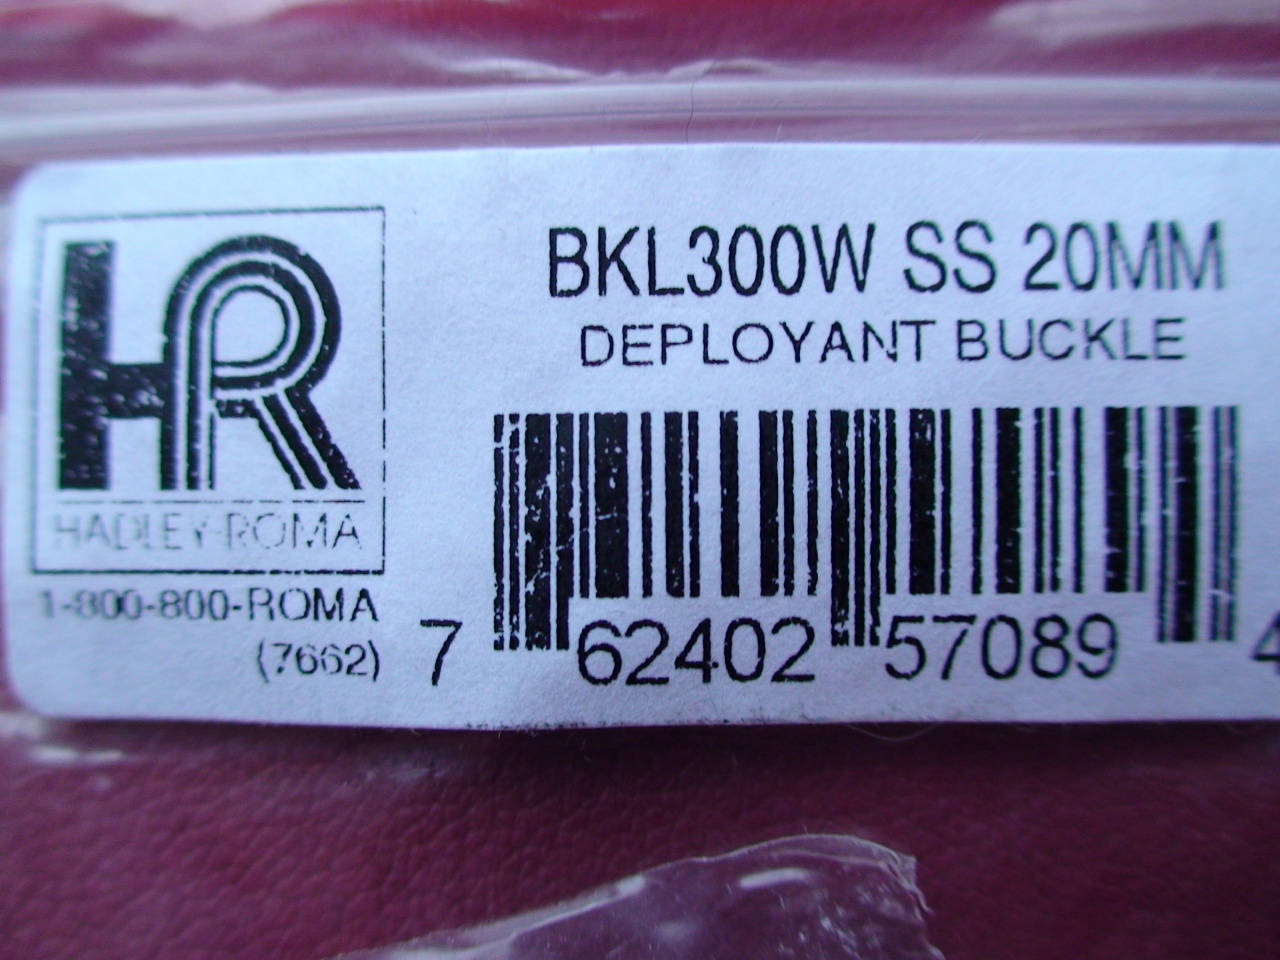 HR
HADLEY-ROMA
1-800-800-ROMA
(7662)
BKL300W SS 20MM
DEPLOYANT BUCKLE
7 62402 57089 4